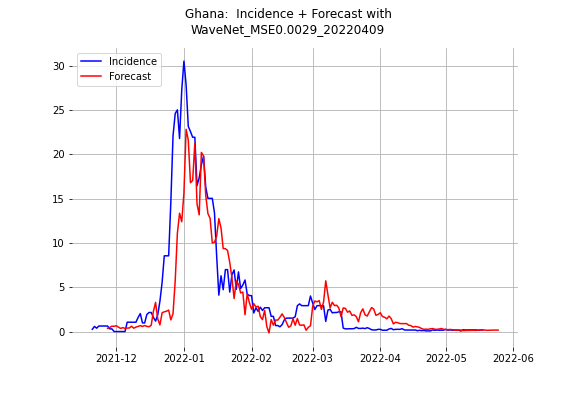 Ghana:  Incidence + Forecast with
WaveNet_MSE0.0029_20220409
Incidence
Forecast
30
25
20
15
10
5
0
2021-12 2022-01 2022-02 2022-03 2022-04 2022-05 2022-06